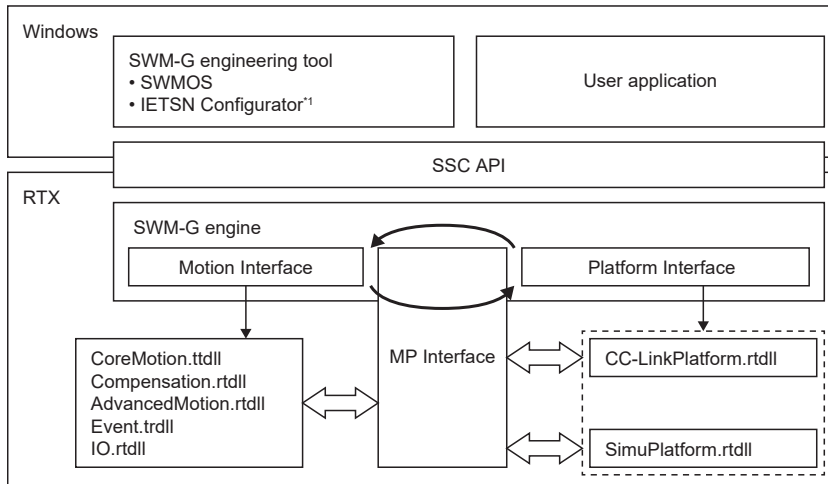 Windows
SWM-G engineering tool
• SWMOS
• IETSN Configurator*1
User application
SSC API
RTX
SWM-G engine
Motion Interface
Platform Interface
MP Interface
CoreMotion.ttdll
Compensation.rtdll
AdvancedMotion.rtdll
Event.trdll
IO.rtdll
CC-LinkPlatform.rtdll
SimuPlatform.rtdll